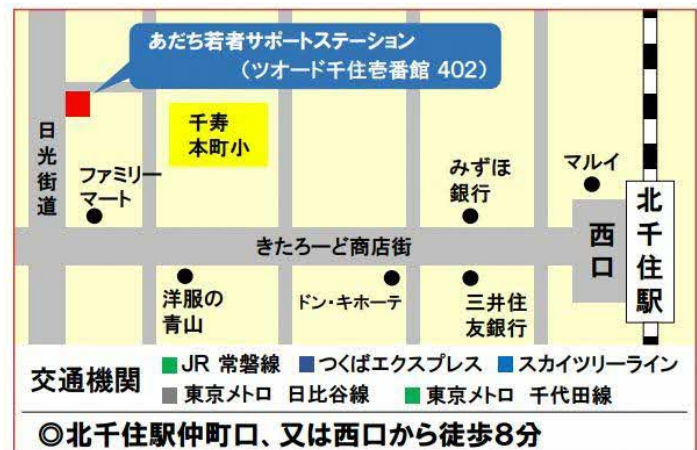 あだち若者サポートステーション
（ツオード千住壱番館 402）
日光街道
千寿
本町小
ファミリー
マート
みずほ
銀行
マルイ
北千住駅
西口
きたろーど商店街
洋服の
青山
ドン・キホーテ
三井住
友銀行
交通機関
JR 常磐線 つくばエクスプレス スカイツリーライン
東京メトロ 日比谷線 東京メトロ 千代田線
◎北千住駅仲町口、又は西口から徒歩8分